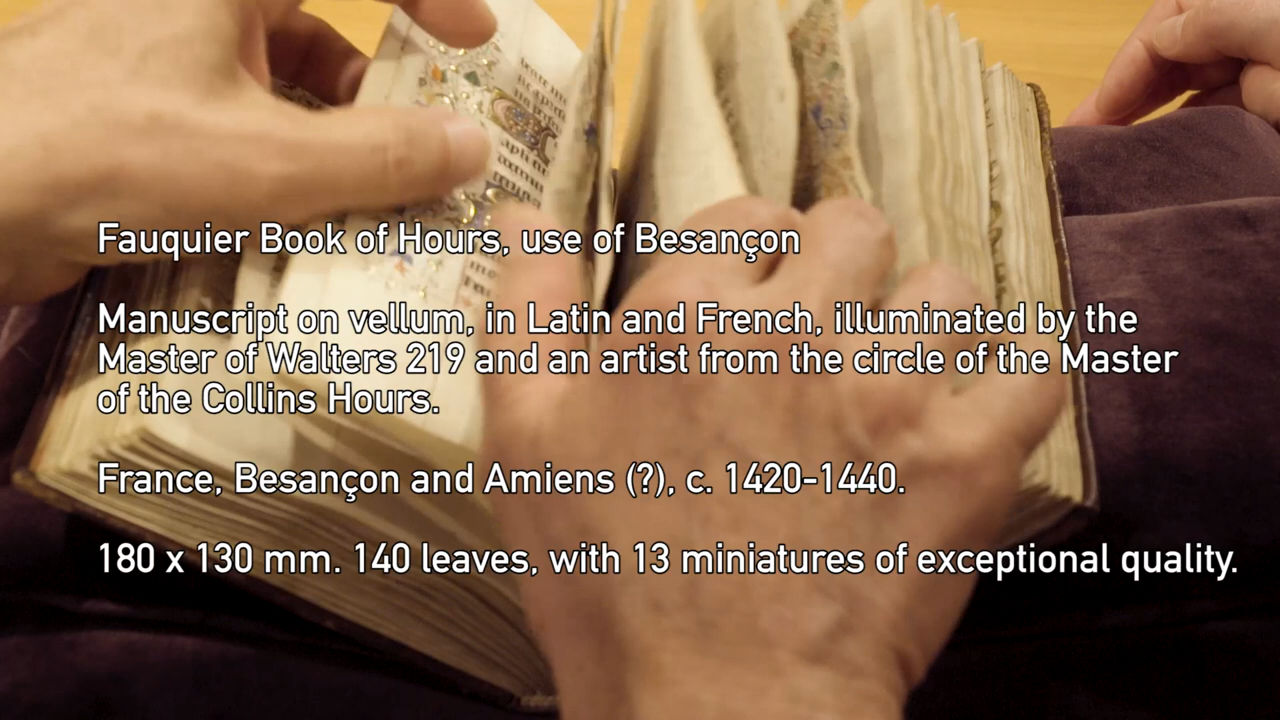 Fauquier Book of Hours, use of Besançon
Manuscript on vellum, in Latin and French, illuminated by the
Master of Walters 219 and an artist from the circle of the Master
of the Collins Hours.
France, Besançon and Amiens (?), c. 1420-1440.
180 x 130 mm. 140 leaves, with 13 miniatures of exceptional quality.